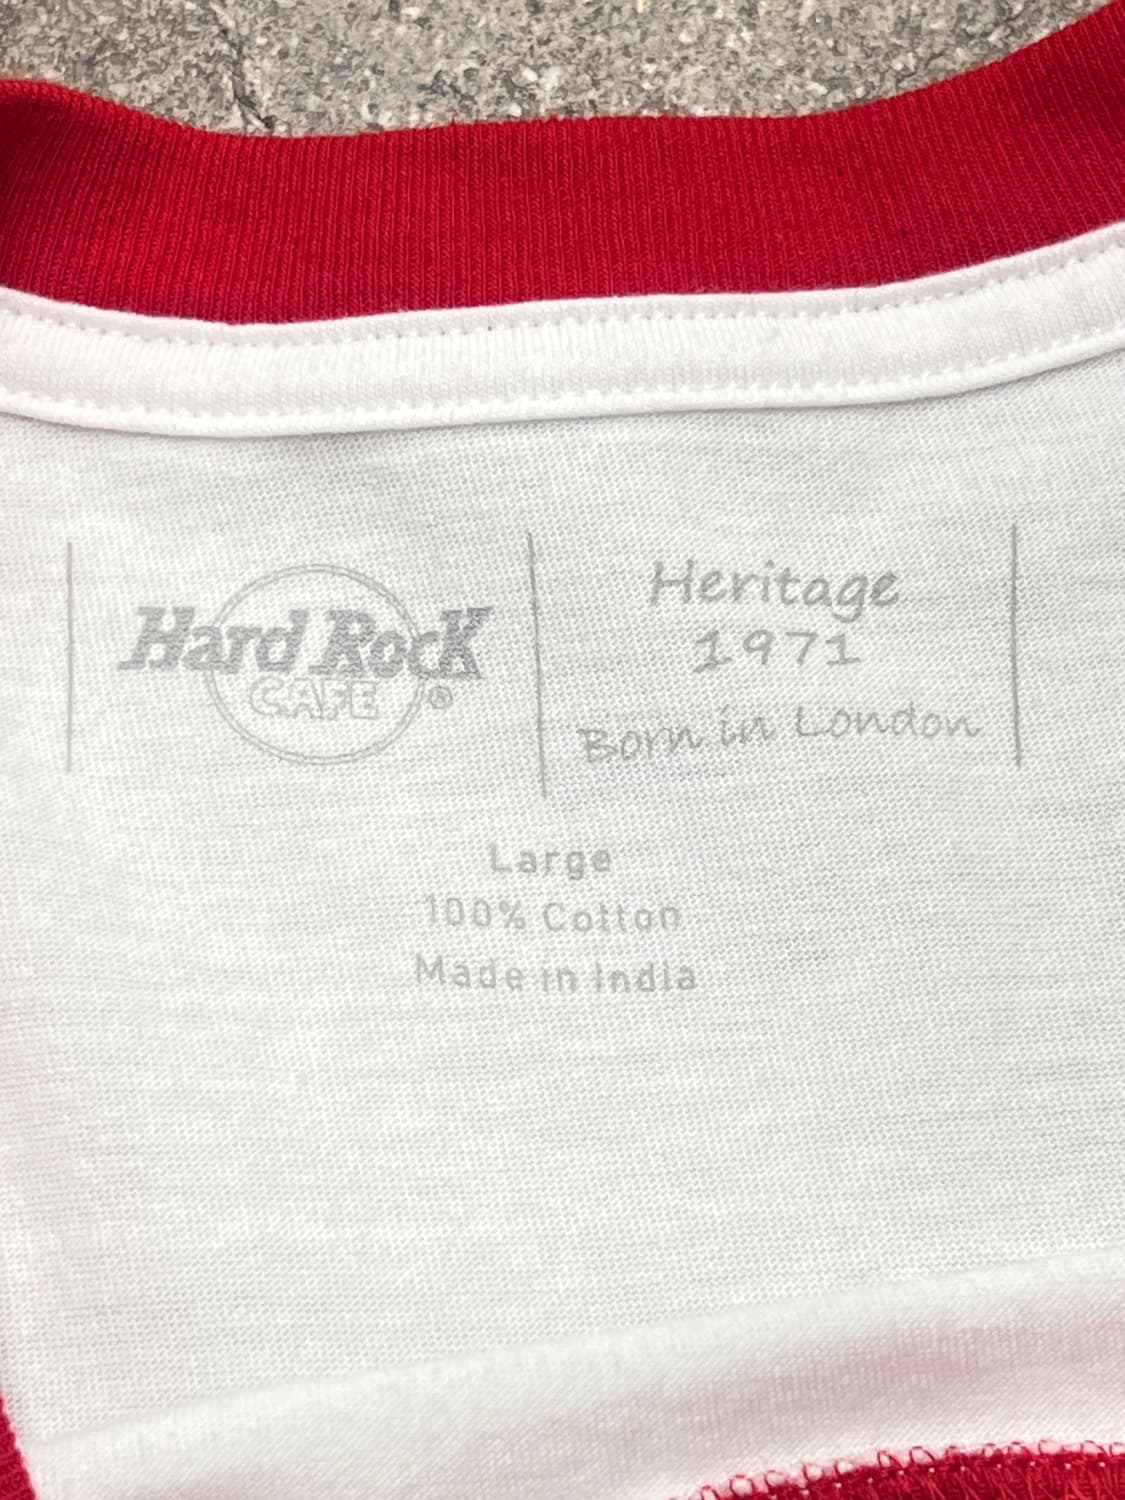 Hard Rock
CAFE ®
Heritage
1971
Born in London
Large
100% Cotton
Made in India